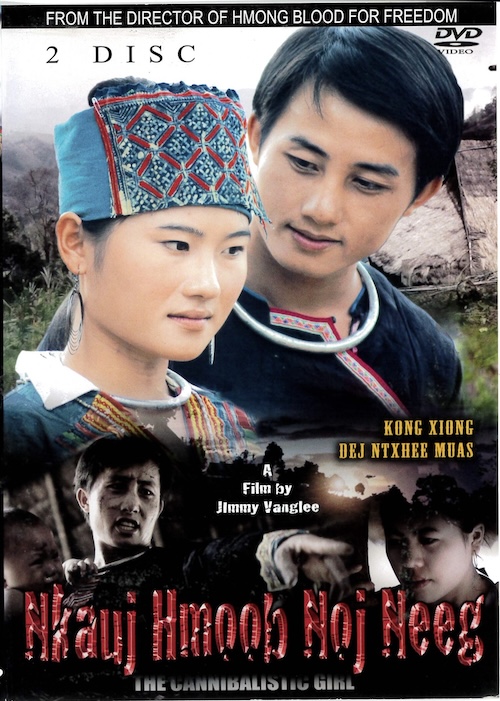 FROM THE DIRECTOR OF HMONG BLOOD FOR FREEDOM
2 DISC
DVD
VIDEO
KONG XIONG
DEJ NTXHEE MUAS
A
Film by
Jimmy Vanglee
Nkauj Hmoob Noj Neeg
THE CANNIBALISTIC GIRL